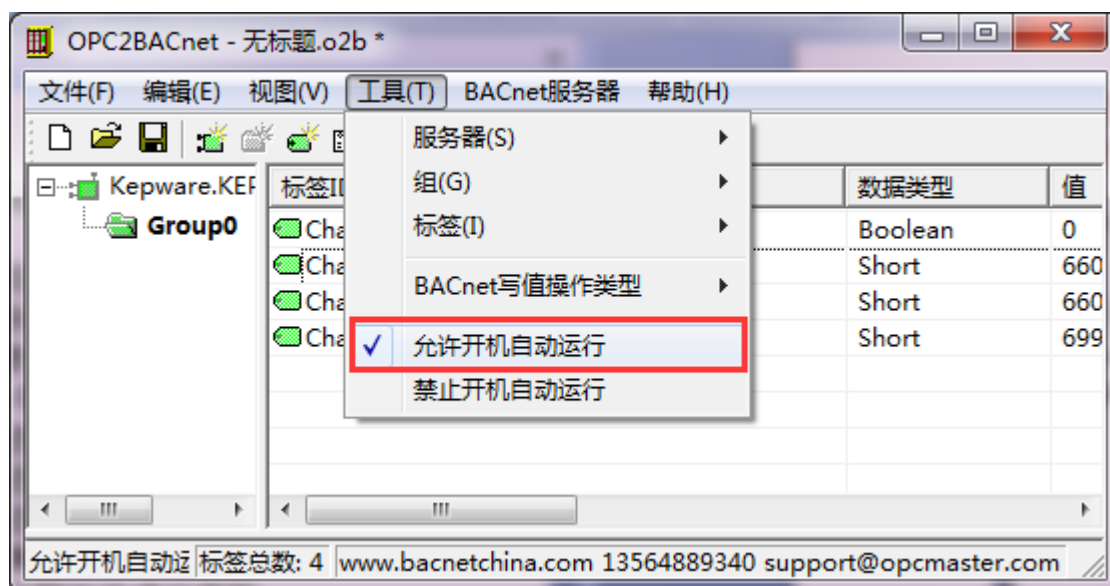 OPC2BACnet - 无标题.o2b *
文件(F) 编辑(E) 视图(V) 工具(T) BACnet服务器 帮助(H)
服务器(S)
组(G)
标签(I)
BACnet写值操作类型
允许开机自动运行
禁止开机自动运行
Kepware.KEP
Group0
标签ID 数据类型 值
Cha Boolean 0
Cha Short 660
Cha Short 660
Cha Short 699
允许开机自动运 标签总数: 4 www.bacnetchina.com 13564889340 support@opcmaster.com